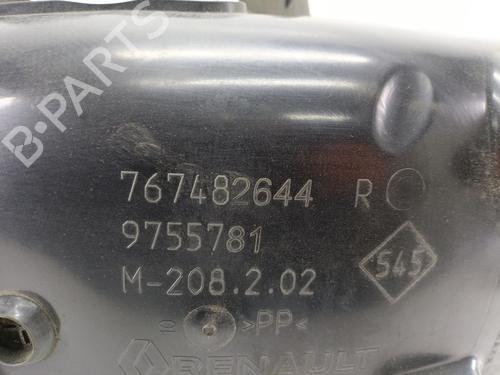 B-PARTS
767482644 R
9755781
545
M-208.2.02
>PP<
RENAULT